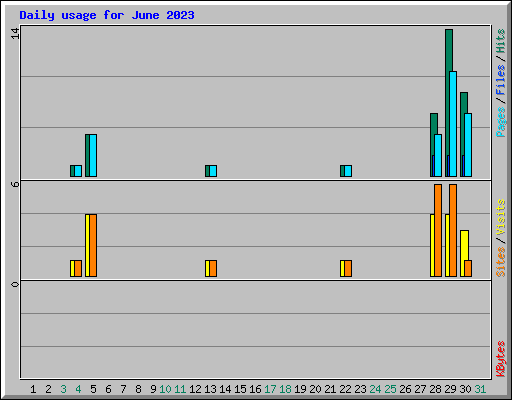 Daily usage for June 2023
14
6
0
Pages / Files / Hits
Sites / Visits
KBytes
1 2 3 4 5 6 7 8 9 10 11 12 13 14 15 16 17 18 19 20 21 22 23 24 25 26 27 28 29 30 31